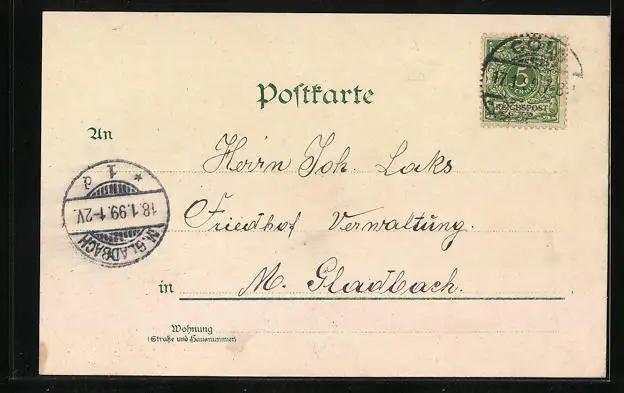 Postkarte
5
REICHSPOST
An
Herrn Joh. Laks
Friedhof Verwaltung.
in M. Gladbach.
Wohnung
(Straße und Hausnummer)
* 1 d
18.1.99.1-2V.
M. GLADBACH